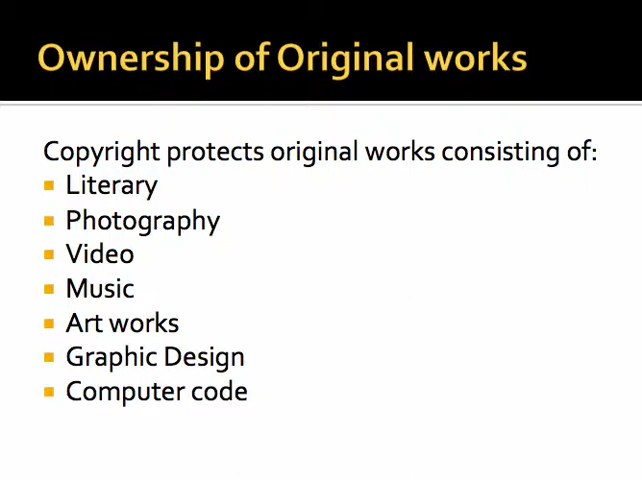 Ownership of Original works
Copyright protects original works consisting of:
Literary
Photography
Video
Music
Art works
Graphic Design
Computer code